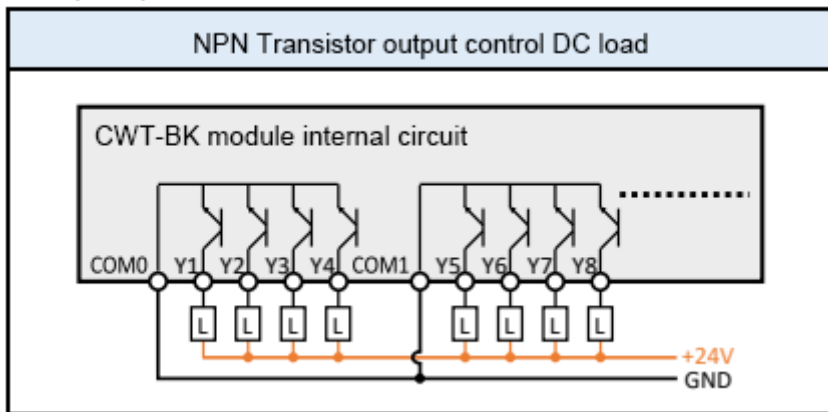 NPN Transistor output control DC load
CWT-BK module internal circuit
COM0 Y1 Y2 Y3 Y4 COM1 Y5 Y6 Y7 Y8
L L L L L L L L
+24V
GND